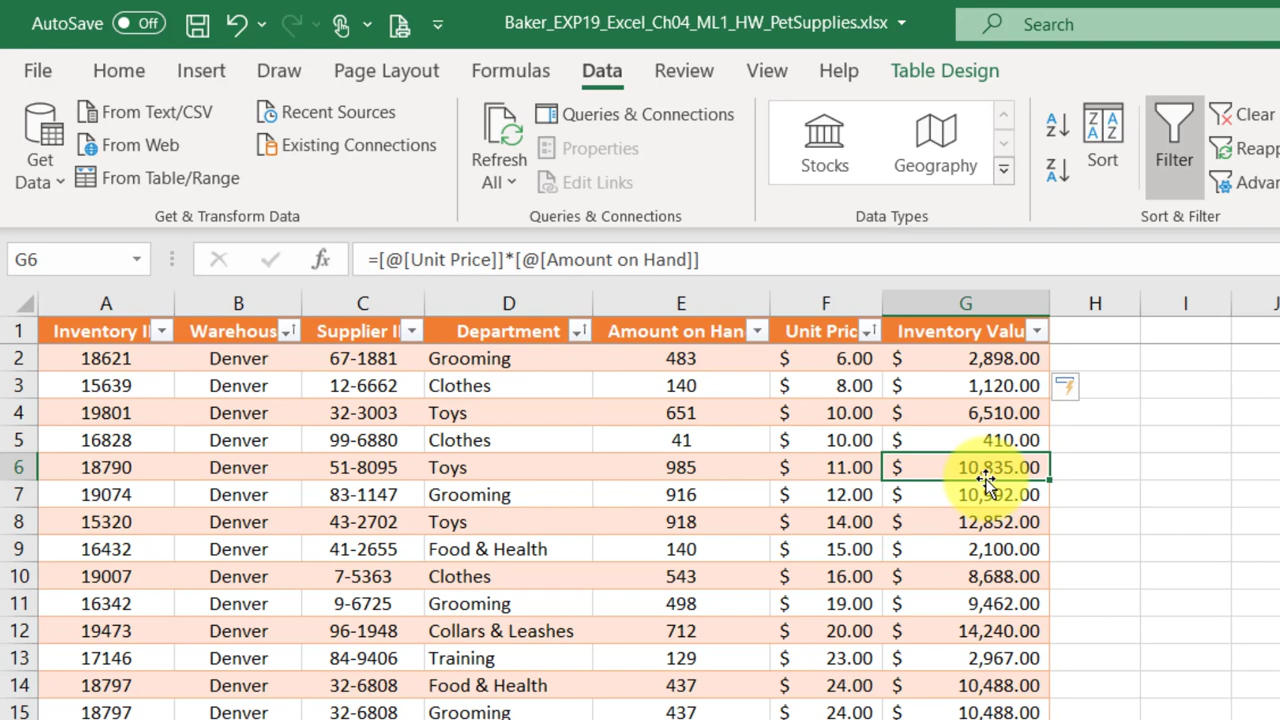 AutoSave Off Baker_EXP19_Excel_Ch04_ML1_HW_PetSupplies.xlsx Search
File Home Insert Draw Page Layout Formulas Data Review View Help Table Design
Get Data From Text/CSV From Web From Table/Range Recent Sources Existing Connections
Refresh All Queries & Connections Properties Edit Links
Stocks Geography
Sort Filter Clear Reapp Advan
Get & Transform Data Queries & Connections Data Types Sort & Filter
G6 fx =[@[Unit Price]]*[@[Amount on Hand]]
A B C D E F G H I J
1 Inventory I Warehous Supplier I Department Amount on Han Unit Pric Inventory Valu
2 18621 Denver 67-1881 Grooming 483 $ 6.00 $ 2,898.00
3 15639 Denver 12-6662 Clothes 140 $ 8.00 $ 1,120.00
4 19801 Denver 32-3003 Toys 651 $ 10.00 $ 6,510.00
5 16828 Denver 99-6880 Clothes 41 $ 10.00 $ 410.00
6 18790 Denver 51-8095 Toys 985 $ 11.00 $ 10,835.00
7 19074 Denver 83-1147 Grooming 916 $ 12.00 $ 10,992.00
8 15320 Denver 43-2702 Toys 918 $ 14.00 $ 12,852.00
9 16432 Denver 41-2655 Food & Health 140 $ 15.00 $ 2,100.00
10 19007 Denver 7-5363 Clothes 543 $ 16.00 $ 8,688.00
11 16342 Denver 9-6725 Grooming 498 $ 19.00 $ 9,462.00
12 19473 Denver 96-1948 Collars & Leashes 712 $ 20.00 $ 14,240.00
13 17146 Denver 84-9406 Training 129 $ 23.00 $ 2,967.00
14 18797 Denver 32-6808 Food & Health 437 $ 24.00 $ 10,488.00
15 18797 Denver 32-6808 Grooming 437 $ 24.00 $ 10,488.00